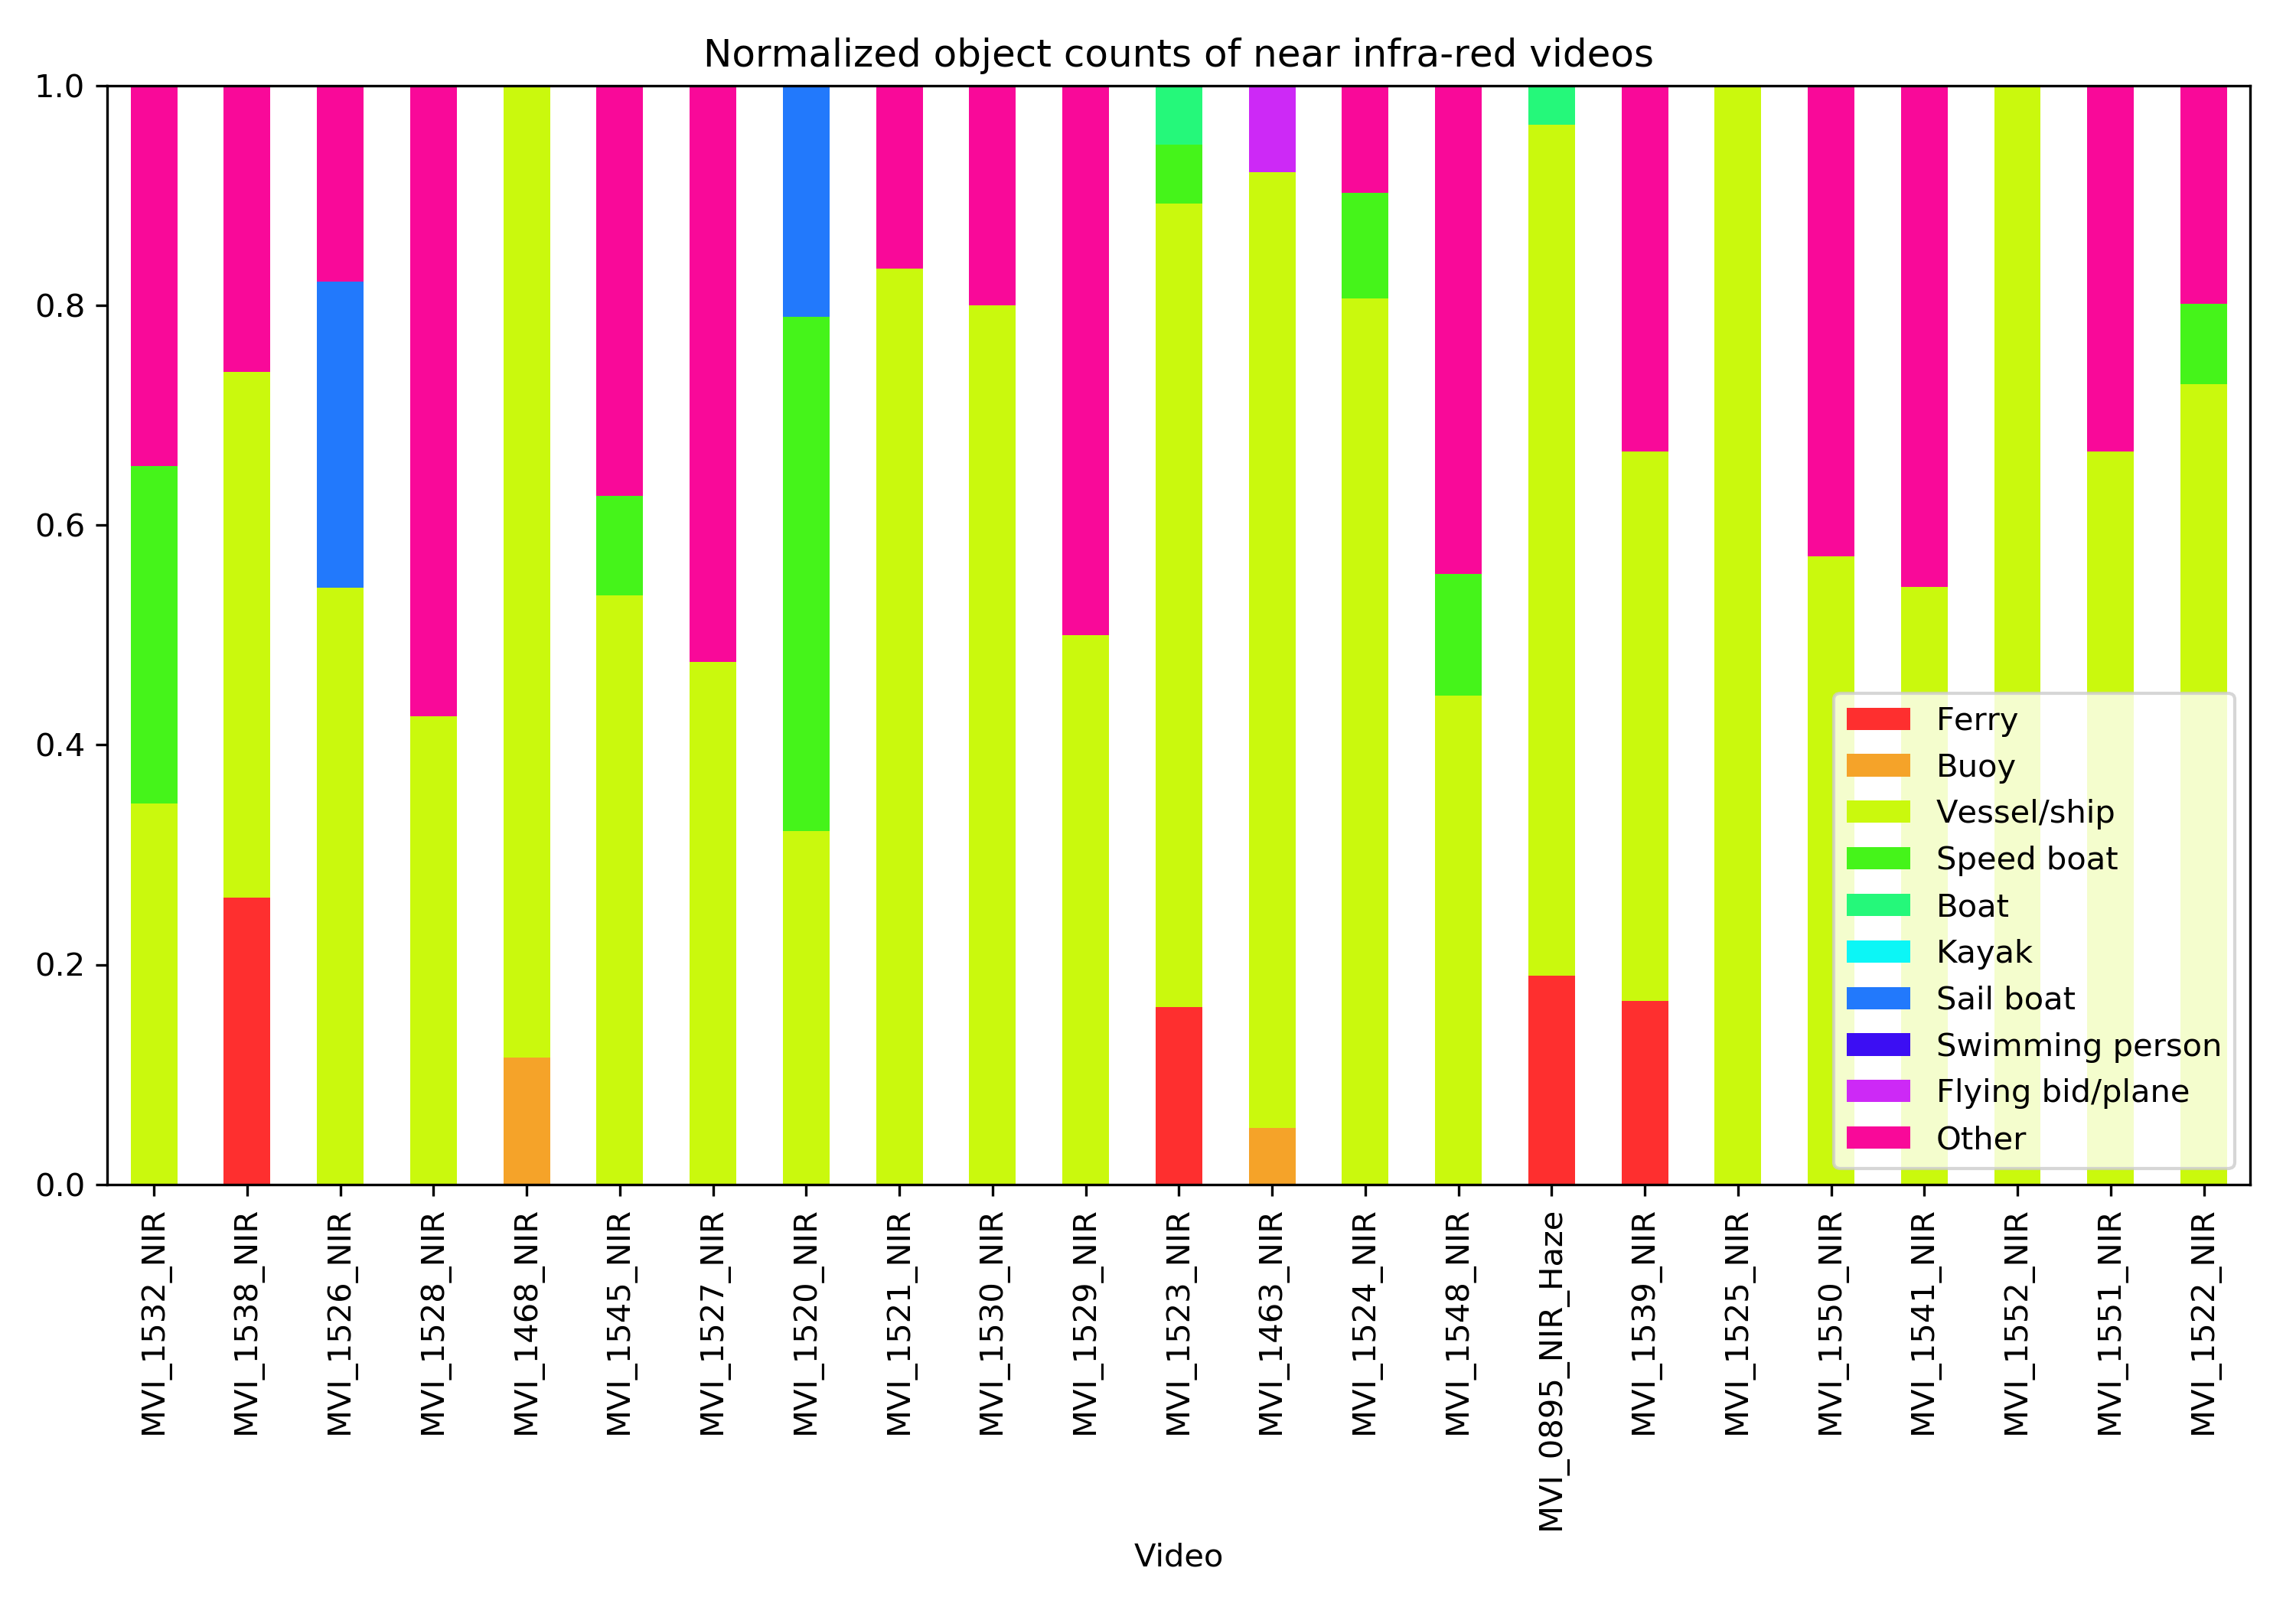 Normalized object counts of near infra-red videos
1.0
0.8
0.6
0.4
0.2
0.0
Ferry
Buoy
Vessel/ship
Speed boat
Boat
Kayak
Sail boat
Swimming person
Flying bid/plane
Other
MVI_1532_NIR
MVI_1538_NIR
MVI_1526_NIR
MVI_1528_NIR
MVI_1468_NIR
MVI_1545_NIR
MVI_1527_NIR
MVI_1520_NIR
MVI_1521_NIR
MVI_1530_NIR
MVI_1529_NIR
MVI_1523_NIR
MVI_1463_NIR
MVI_1524_NIR
MVI_1548_NIR
MVI_0895_NIR_Haze
MVI_1539_NIR
MVI_1525_NIR
MVI_1550_NIR
MVI_1541_NIR
MVI_1552_NIR
MVI_1551_NIR
MVI_1522_NIR
Video